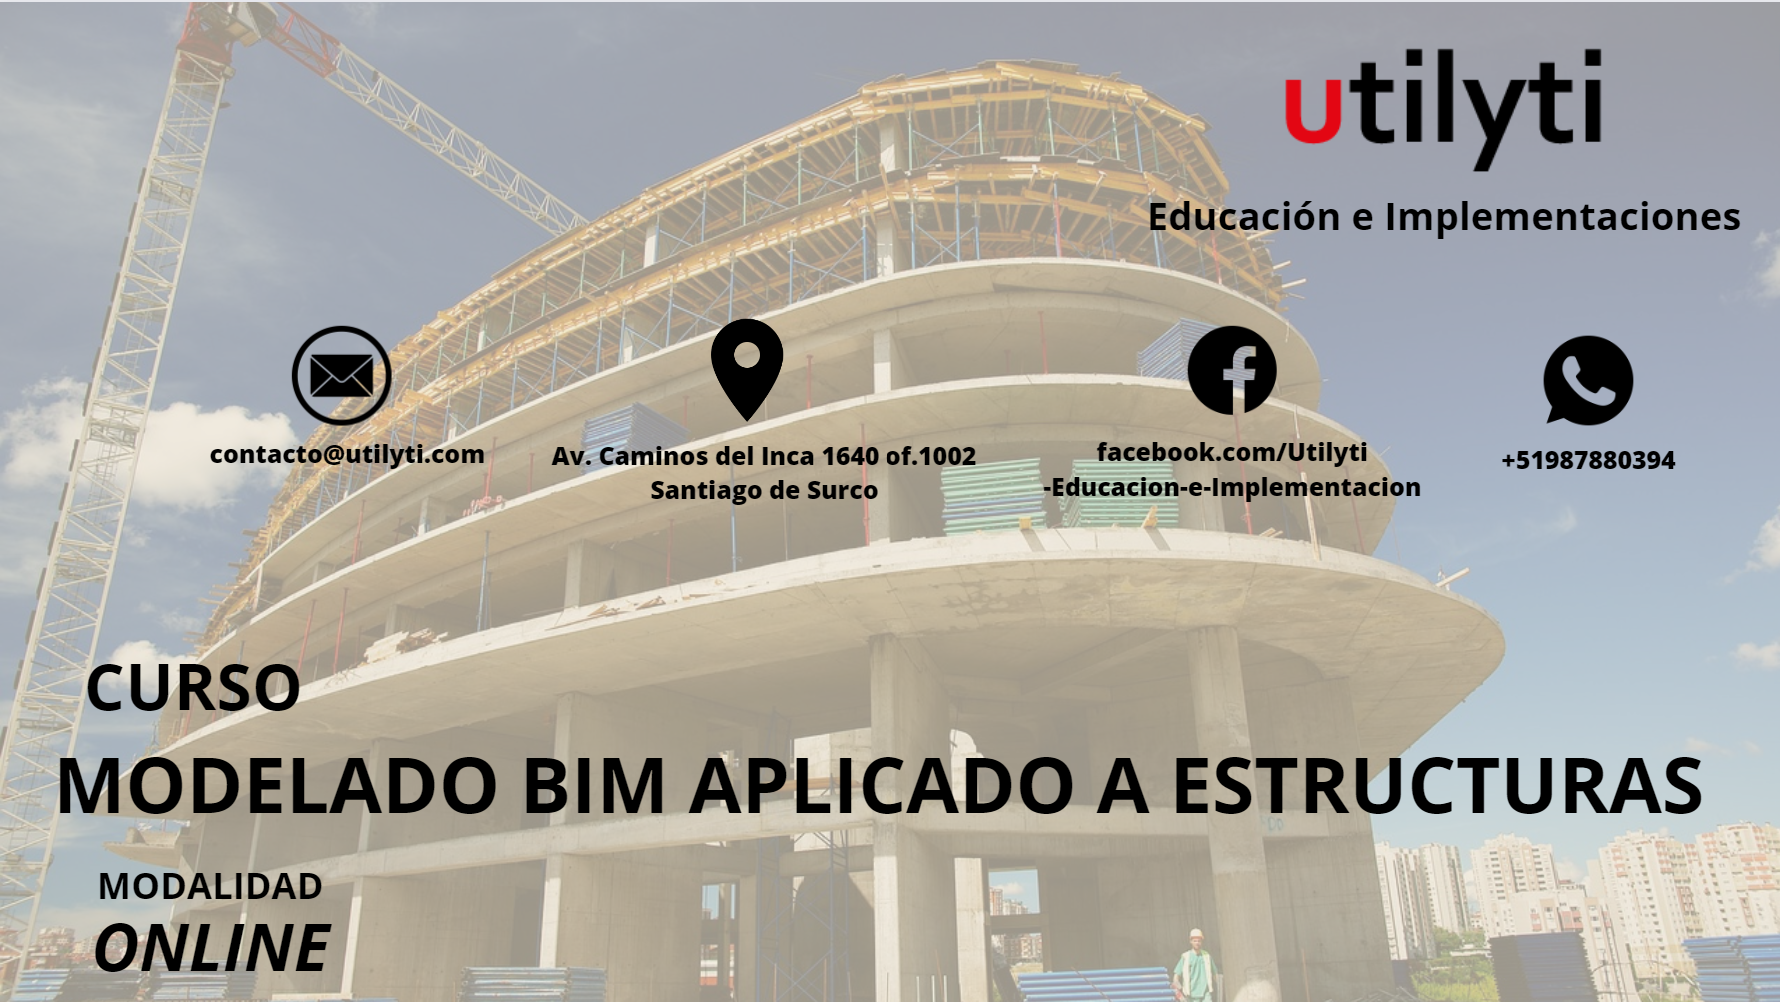 utilyti
Educación e Implementaciones
contacto@utilyti.com
Av. Caminos del Inca 1640 of.1002
Santiago de Surco
facebook.com/Utilyti
-Educacion-e-Implementacion
+51987880394
CURSO
MODELADO BIM APLICADO A ESTRUCTURAS
MODALIDAD
ONLINE